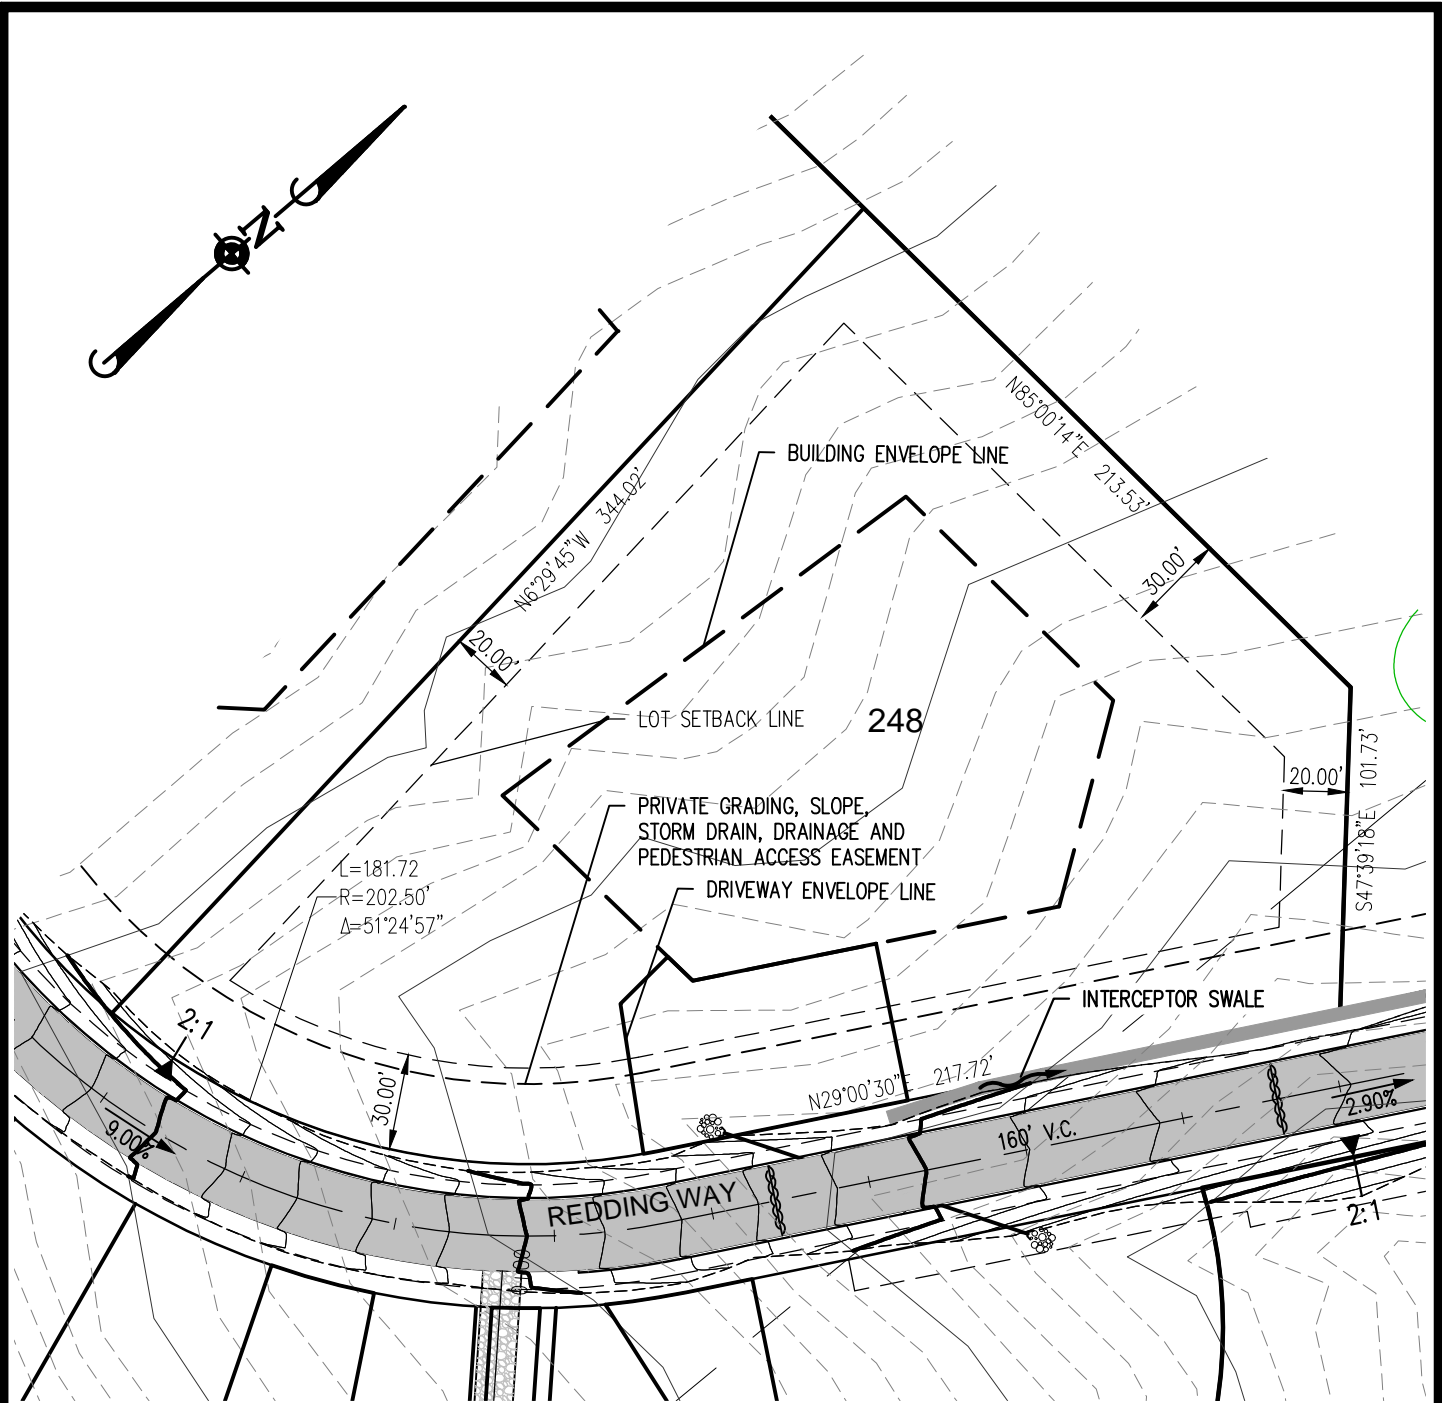 N
BUILDING ENVELOPE LINE
N85°00'14"E 213.53'
N6°29'45"W 344.02'
30.00'
20.00'
LOT SETBACK LINE
248
20.00'
S47°39'18"E 101.73'
PRIVATE GRADING, SLOPE,
STORM DRAIN, DRAINAGE AND
PEDESTRIAN ACCESS EASEMENT
L=181.72
R=202.50'
Δ=51°24'57"
DRIVEWAY ENVELOPE LINE
INTERCEPTOR SWALE
2:1
30.00'
N29°00'30"E 217.72'
9.00%
160' V.C.
2.90%
REDDING WAY
2:1